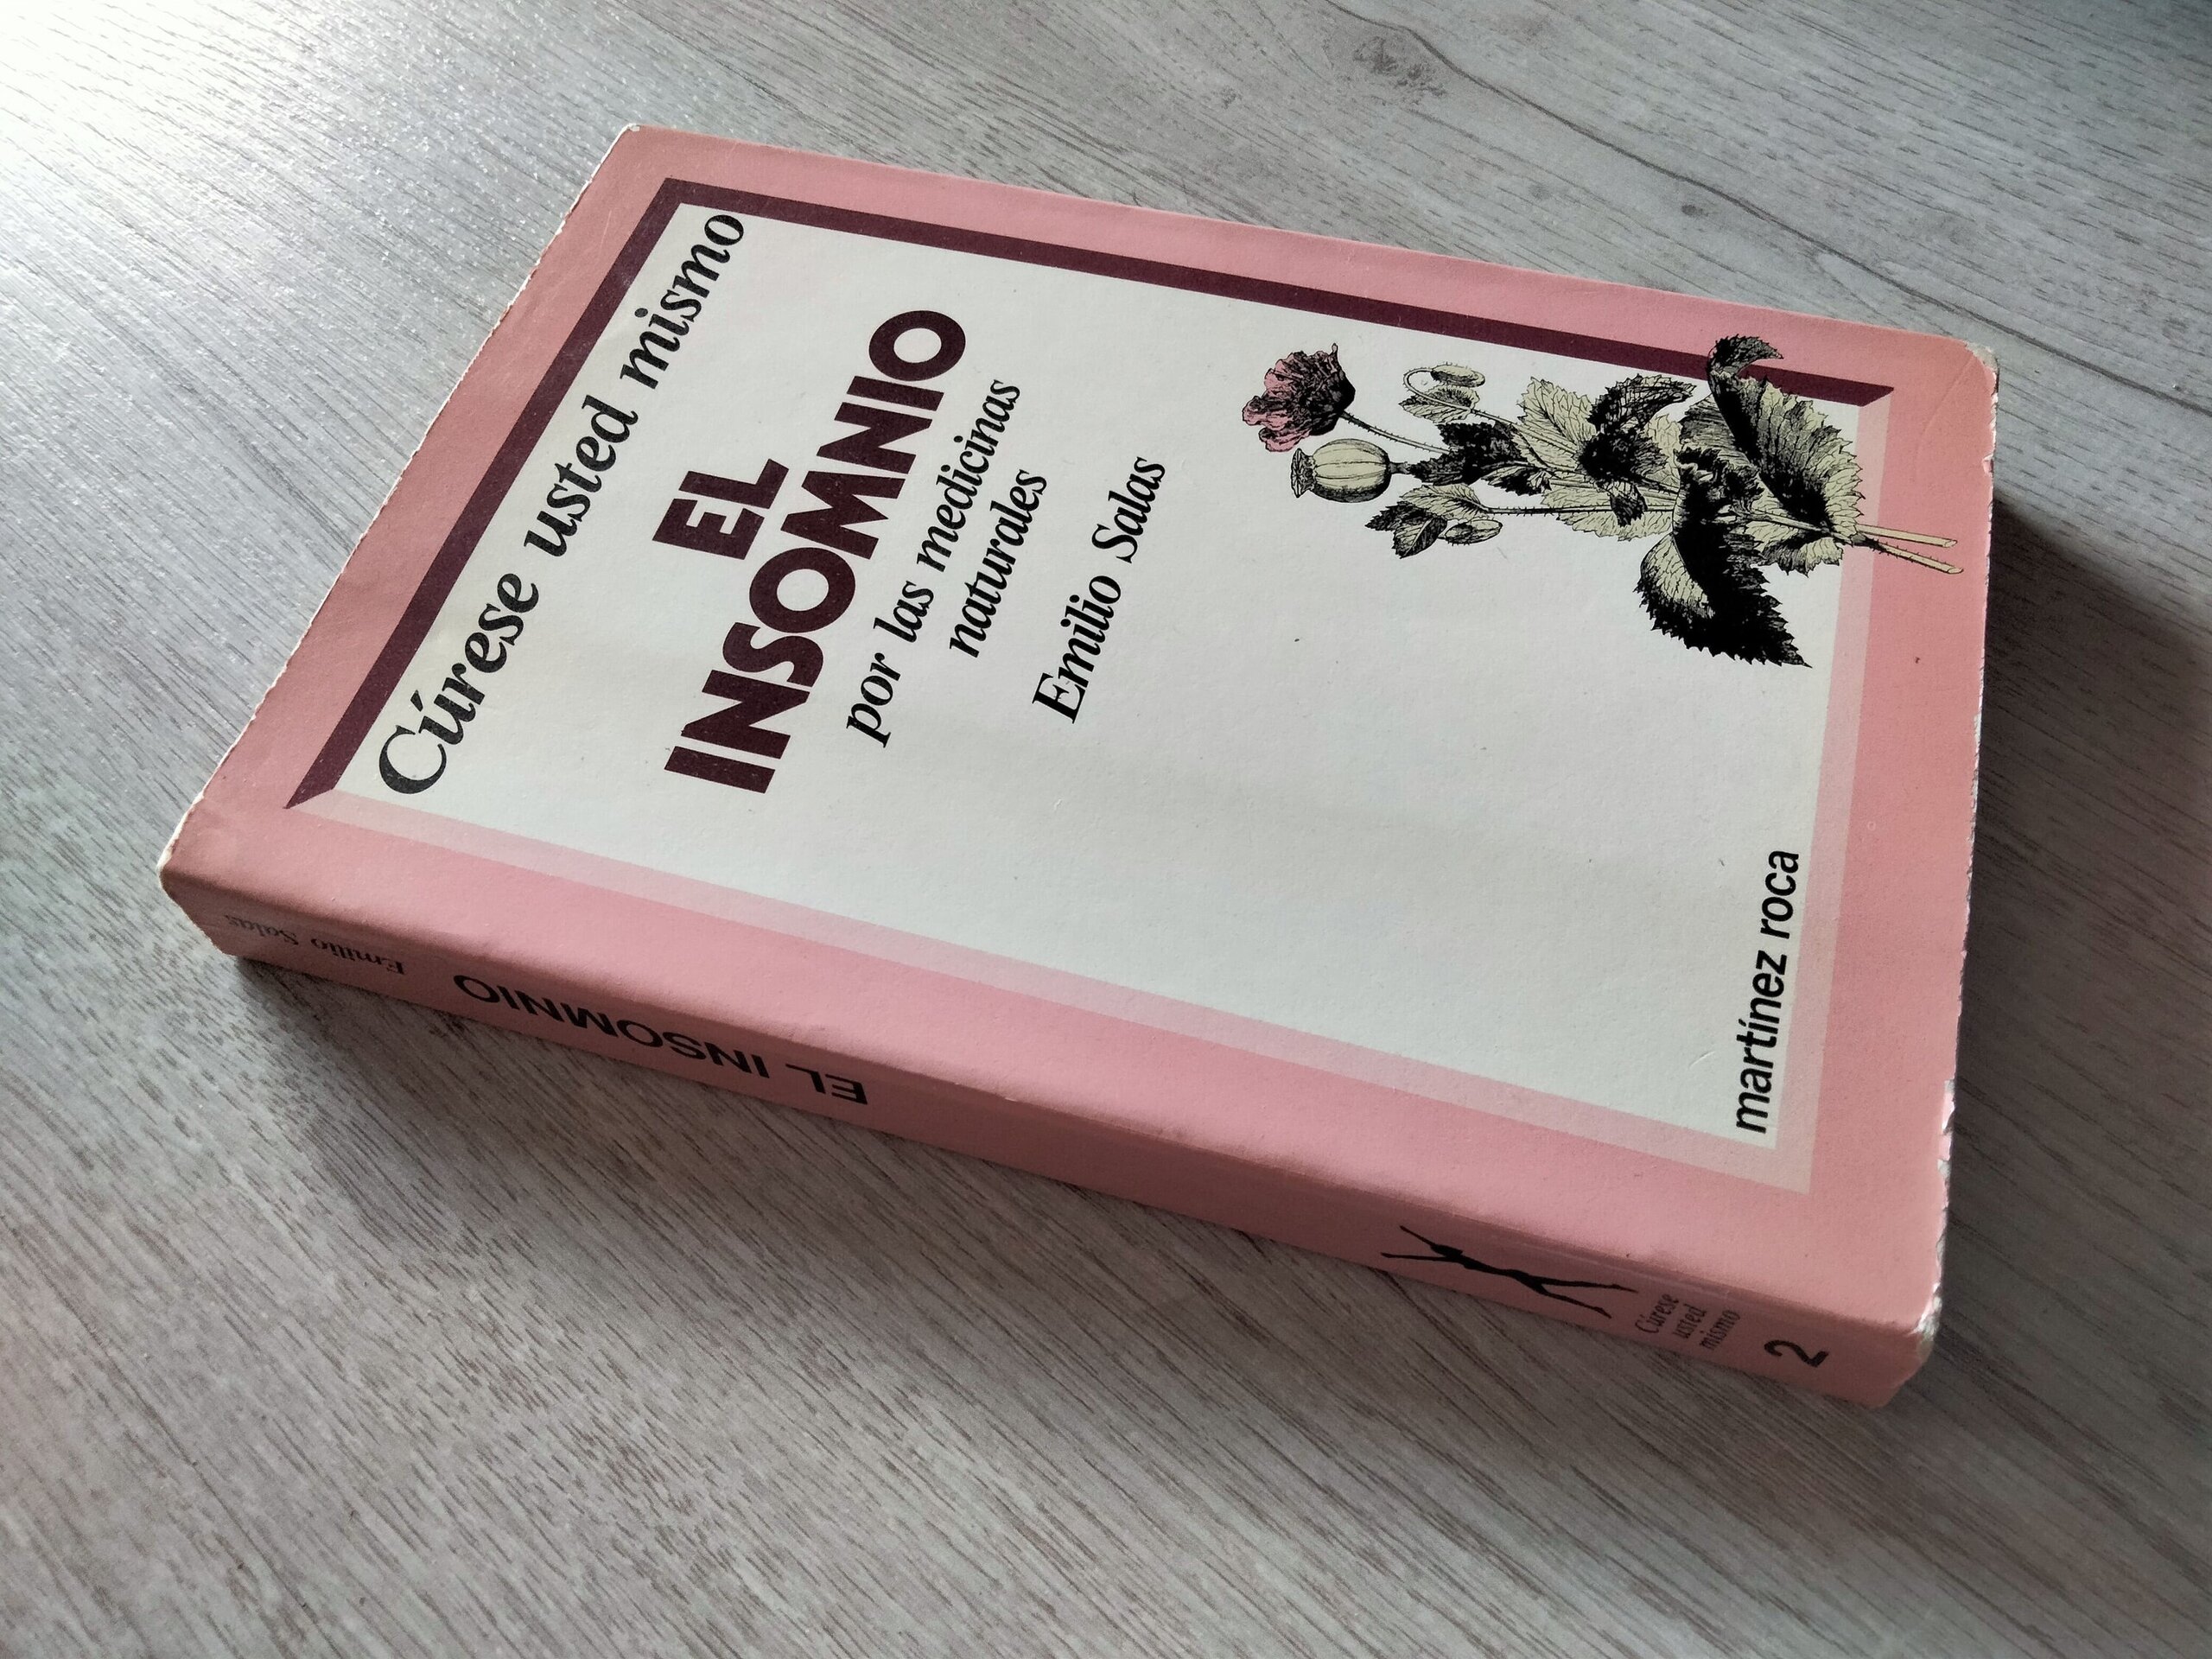 Cúrese usted mismo
EL
INSOMNIO
por las medicinas
naturales
Emilio Salas
martínez roca
Emilio Salas
EL INSOMNIO
Cúrese
usted
mismo
2